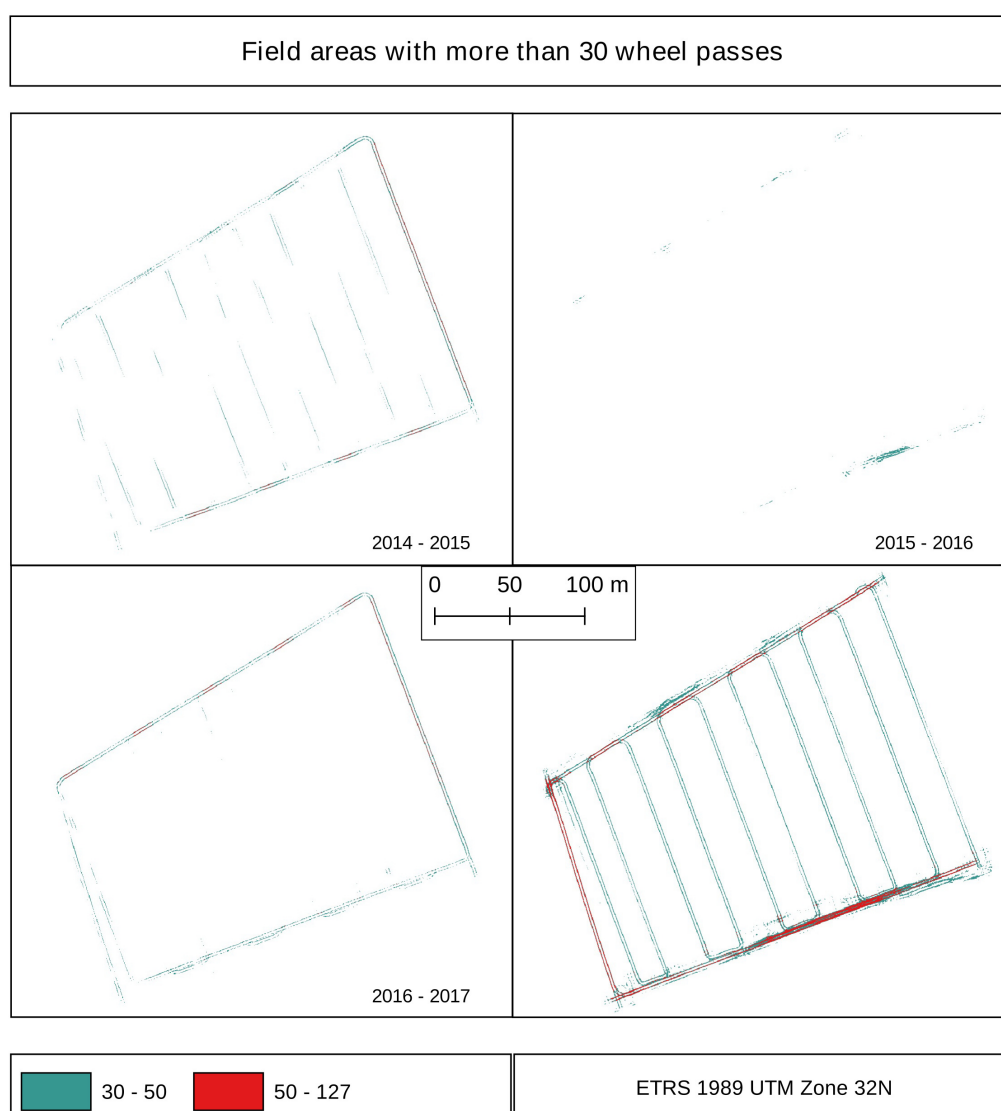 Field areas with more than 30 wheel passes
2014 - 2015
2015 - 2016
0 50 100 m
2016 - 2017
30 - 50
50 - 127
ETRS 1989 UTM Zone 32N